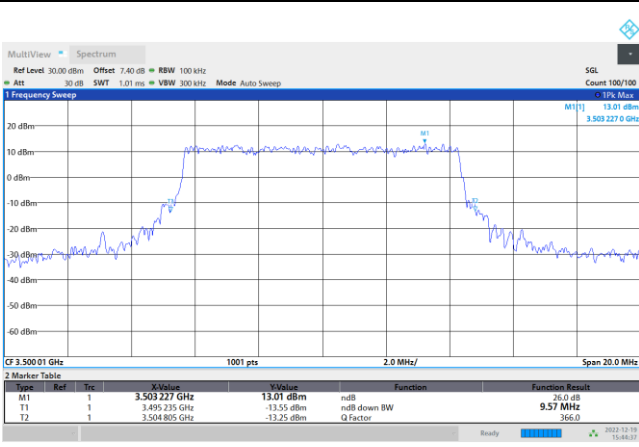 MultiView Spectrum
Ref Level 30.00 dBm Offset 7.40 dB RBW 100 kHz SGL
Att 30 dB SWT 1.01 ms VBW 300 kHz Mode Auto Sweep Count 100/100
1 Frequency Sweep 1Pk Max
M1[1] 13.01 dBm
3.503 227 0 GHz
20 dBm
M1
10 dBm
0 dBm
-10 dBm
-20 dBm
-30 dBm
-40 dBm
-50 dBm
-60 dBm
CF 3.500 01 GHz 1001 pts 2.0 MHz/ Span 20.0 MHz
2 Marker Table
Type Ref Trc X-Value Y-Value Function Function Result
M1 1 3.503 227 GHz 13.01 dBm ndB 26.0 dB
T1 1 3.495 235 GHz -13.55 dBm ndB down BW 9.57 MHz
T2 1 3.504 805 GHz -13.25 dBm Q Factor 366.0
Ready 2022-12-19
15:44:37